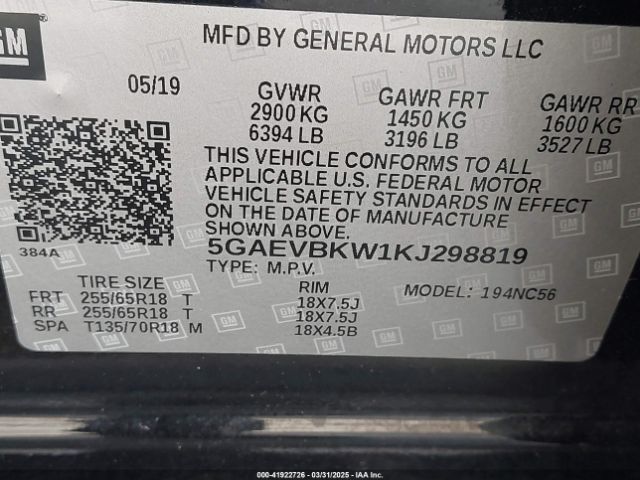 GM
MFD BY GENERAL MOTORS LLC
05/19
GVWR GAWR FRT GAWR RR
2900 KG 1450 KG 1600 KG
6394 LB 3196 LB 3527 LB
THIS VEHICLE CONFORMS TO ALL
APPLICABLE U.S. FEDERAL MOTOR
VEHICLE SAFETY STANDARDS IN EFFECT
ON THE DATE OF MANUFACTURE
SHOWN ABOVE.
384A
5GAEVBKW1KJ298819
TYPE: M.P.V.
TIRE SIZE RIM MODEL: 194NC56
FRT 255/65R18 T 18X7.5J
RR 255/65R18 T 18X7.5J
SPA T135/70R18 M 18X4.5B
000-41922726 - 03/31/2025 - IAA Inc.